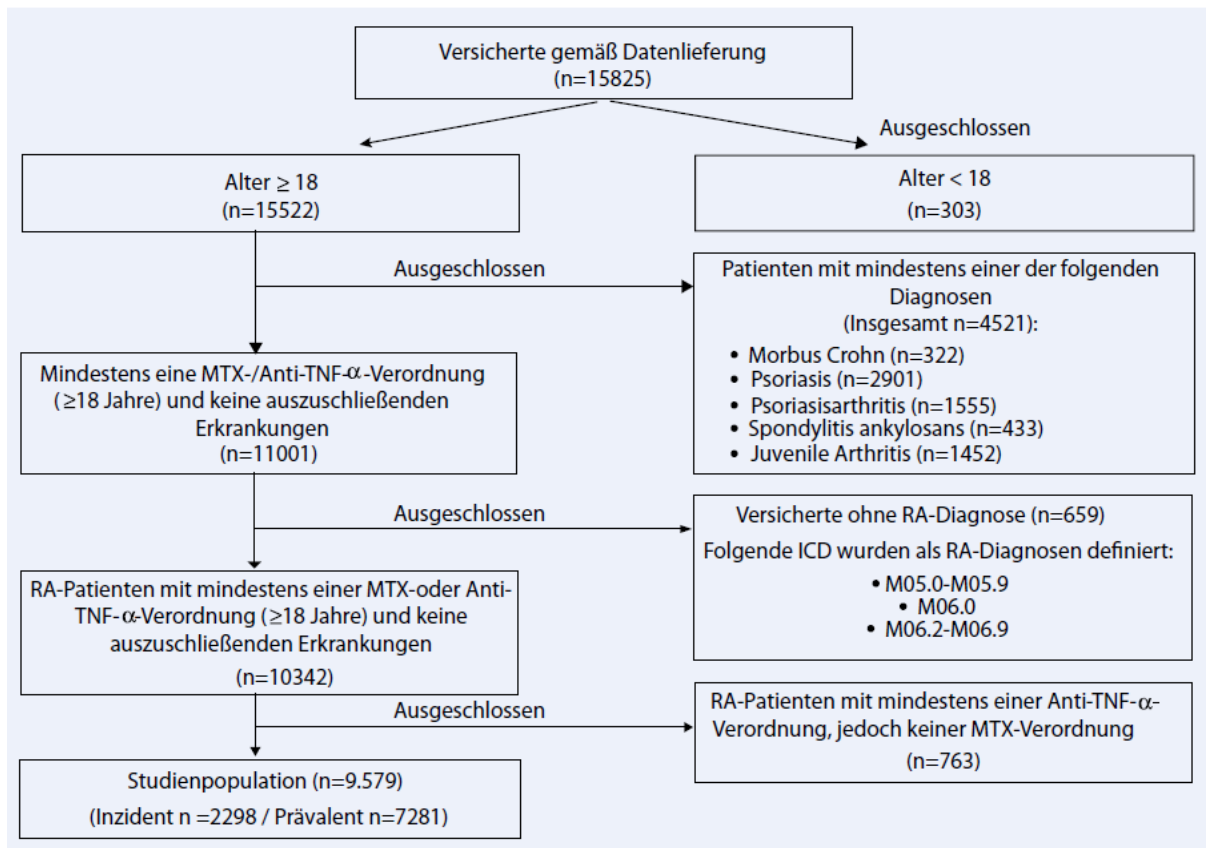 Versicherte gemäß Datenlieferung
(n=15825)
Ausgeschlossen
Alter ≥ 18
(n=15522)
Alter < 18
(n=303)
Ausgeschlossen
Patienten mit mindestens einer der folgenden
Diagnosen
(Insgesamt n=4521):
• Morbus Crohn (n=322)
• Psoriasis (n=2901)
• Psoriasisarthritis (n=1555)
• Spondylitis ankylosans (n=433)
• Juvenile Arthritis (n=1452)
Mindestens eine MTX-/Anti-TNF-α-Verordnung
(≥18 Jahre) und keine auszuschließenden
Erkrankungen
(n=11001)
Ausgeschlossen
Versicherte ohne RA-Diagnose (n=659)
Folgende ICD wurden als RA-Diagnosen definiert:
• M05.0-M05.9
• M06.0
• M06.2-M06.9
RA-Patienten mit mindestens einer MTX-oder Anti-
TNF-α-Verordnung (≥18 Jahre) und keine
auszuschließenden Erkrankungen
(n=10342)
Ausgeschlossen
RA-Patienten mit mindestens einer Anti-TNF-α-
Verordnung, jedoch keiner MTX-Verordnung
(n=763)
Studienpopulation (n=9.579)
(Inzident n =2298 / Prävalent n=7281)